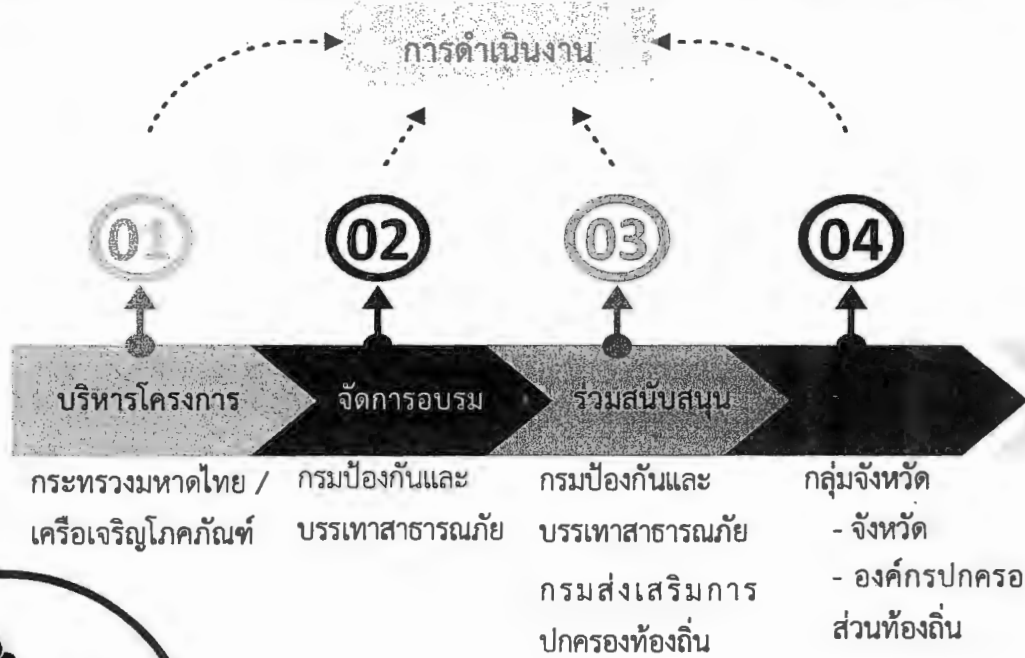 การดำเนินงาน
01
02
03
04
บริหารโครงการ
จัดการอบรม
ร่วมสนับสนุน
กระทรวงมหาดไทย /
เครือเจริญโภคภัณฑ์
กรมป้องกันและ
บรรเทาสาธารณภัย
กรมป้องกันและ
บรรเทาสาธารณภัย
กรมส่งเสริมการ
ปกครองท้องถิ่น
กลุ่มจังหวัด
- จังหวัด
- องค์กรปกครอ
ส่วนท้องถิ่น